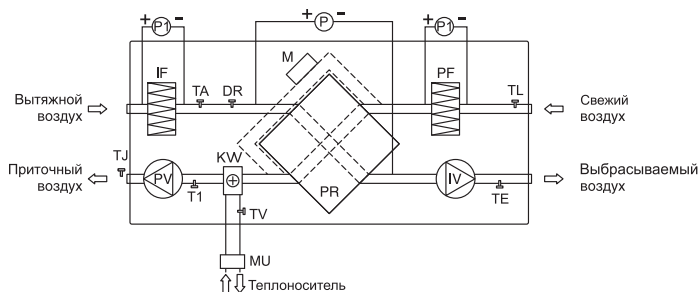 + P1 -
+ P -
+ P1 -
M
IF
PF
TA
DR
TL
Вытяжной
воздух
Свежий
воздух
TJ
KW
Приточный
воздух
PV
T1
PR
IV
TE
Выбрасываемый
воздух
TV
MU
Теплоноситель